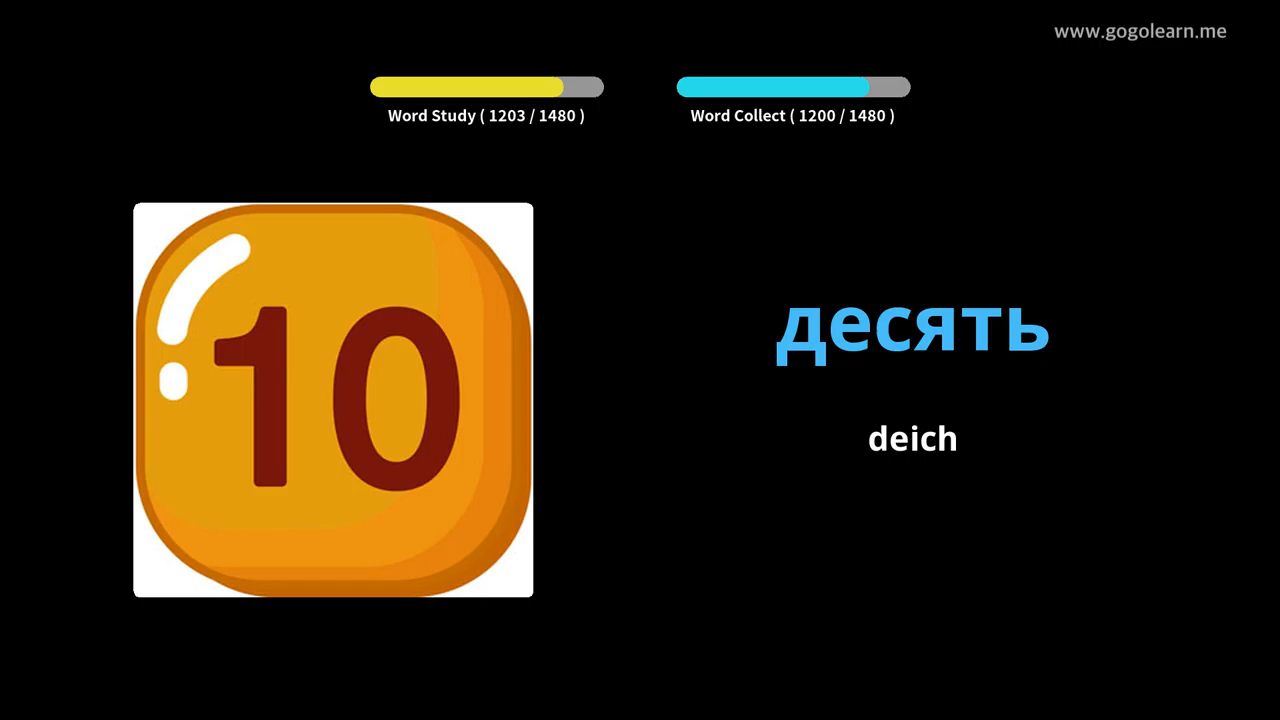 www.gogolearn.me
Word Study ( 1203 / 1480 )
Word Collect ( 1200 / 1480 )
10
десять
deich